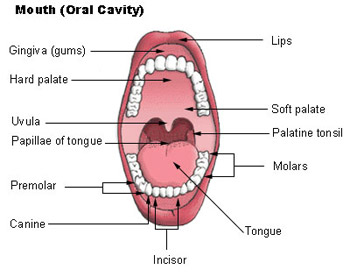 Mouth (Oral Cavity)
Lips
Gingiva (gums)
Hard palate
Soft palate
Uvula
Palatine tonsil
Papillae of tongue
Molars
Premolar
Canine
Tongue
Incisor